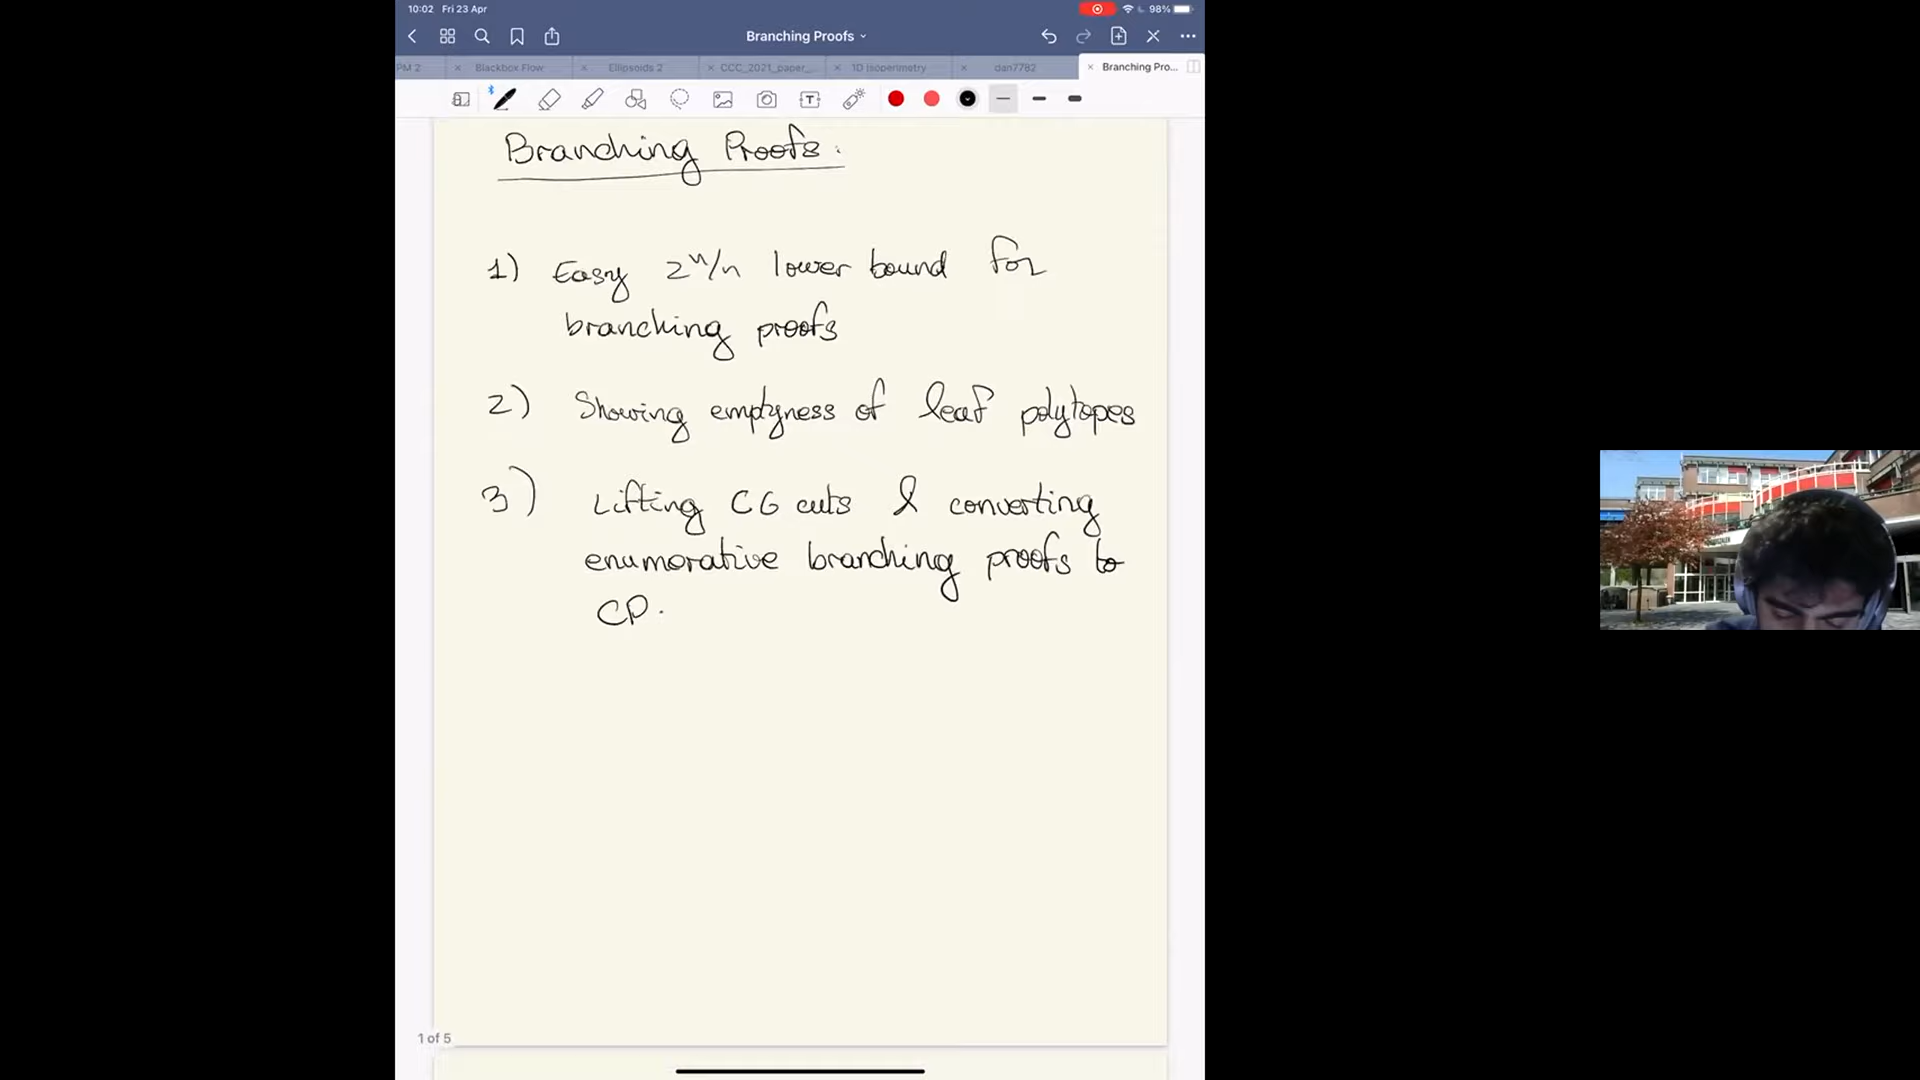 10:02 Fri 23 Apr
98%
Branching Proofs
PM 2
Blackbox Flow
Ellipsoids 2
CCC_2021_paper_...
1D Isoperimetry
dan7782
Branching Pro...
T
Branching Proofs:
1) Easy 2^n/n lower bound for
branching proofs
2) Showing emptyness of leaf polytopes
3) Lifting CG cuts & converting
enumerative branching proofs to
CP.
1 of 5